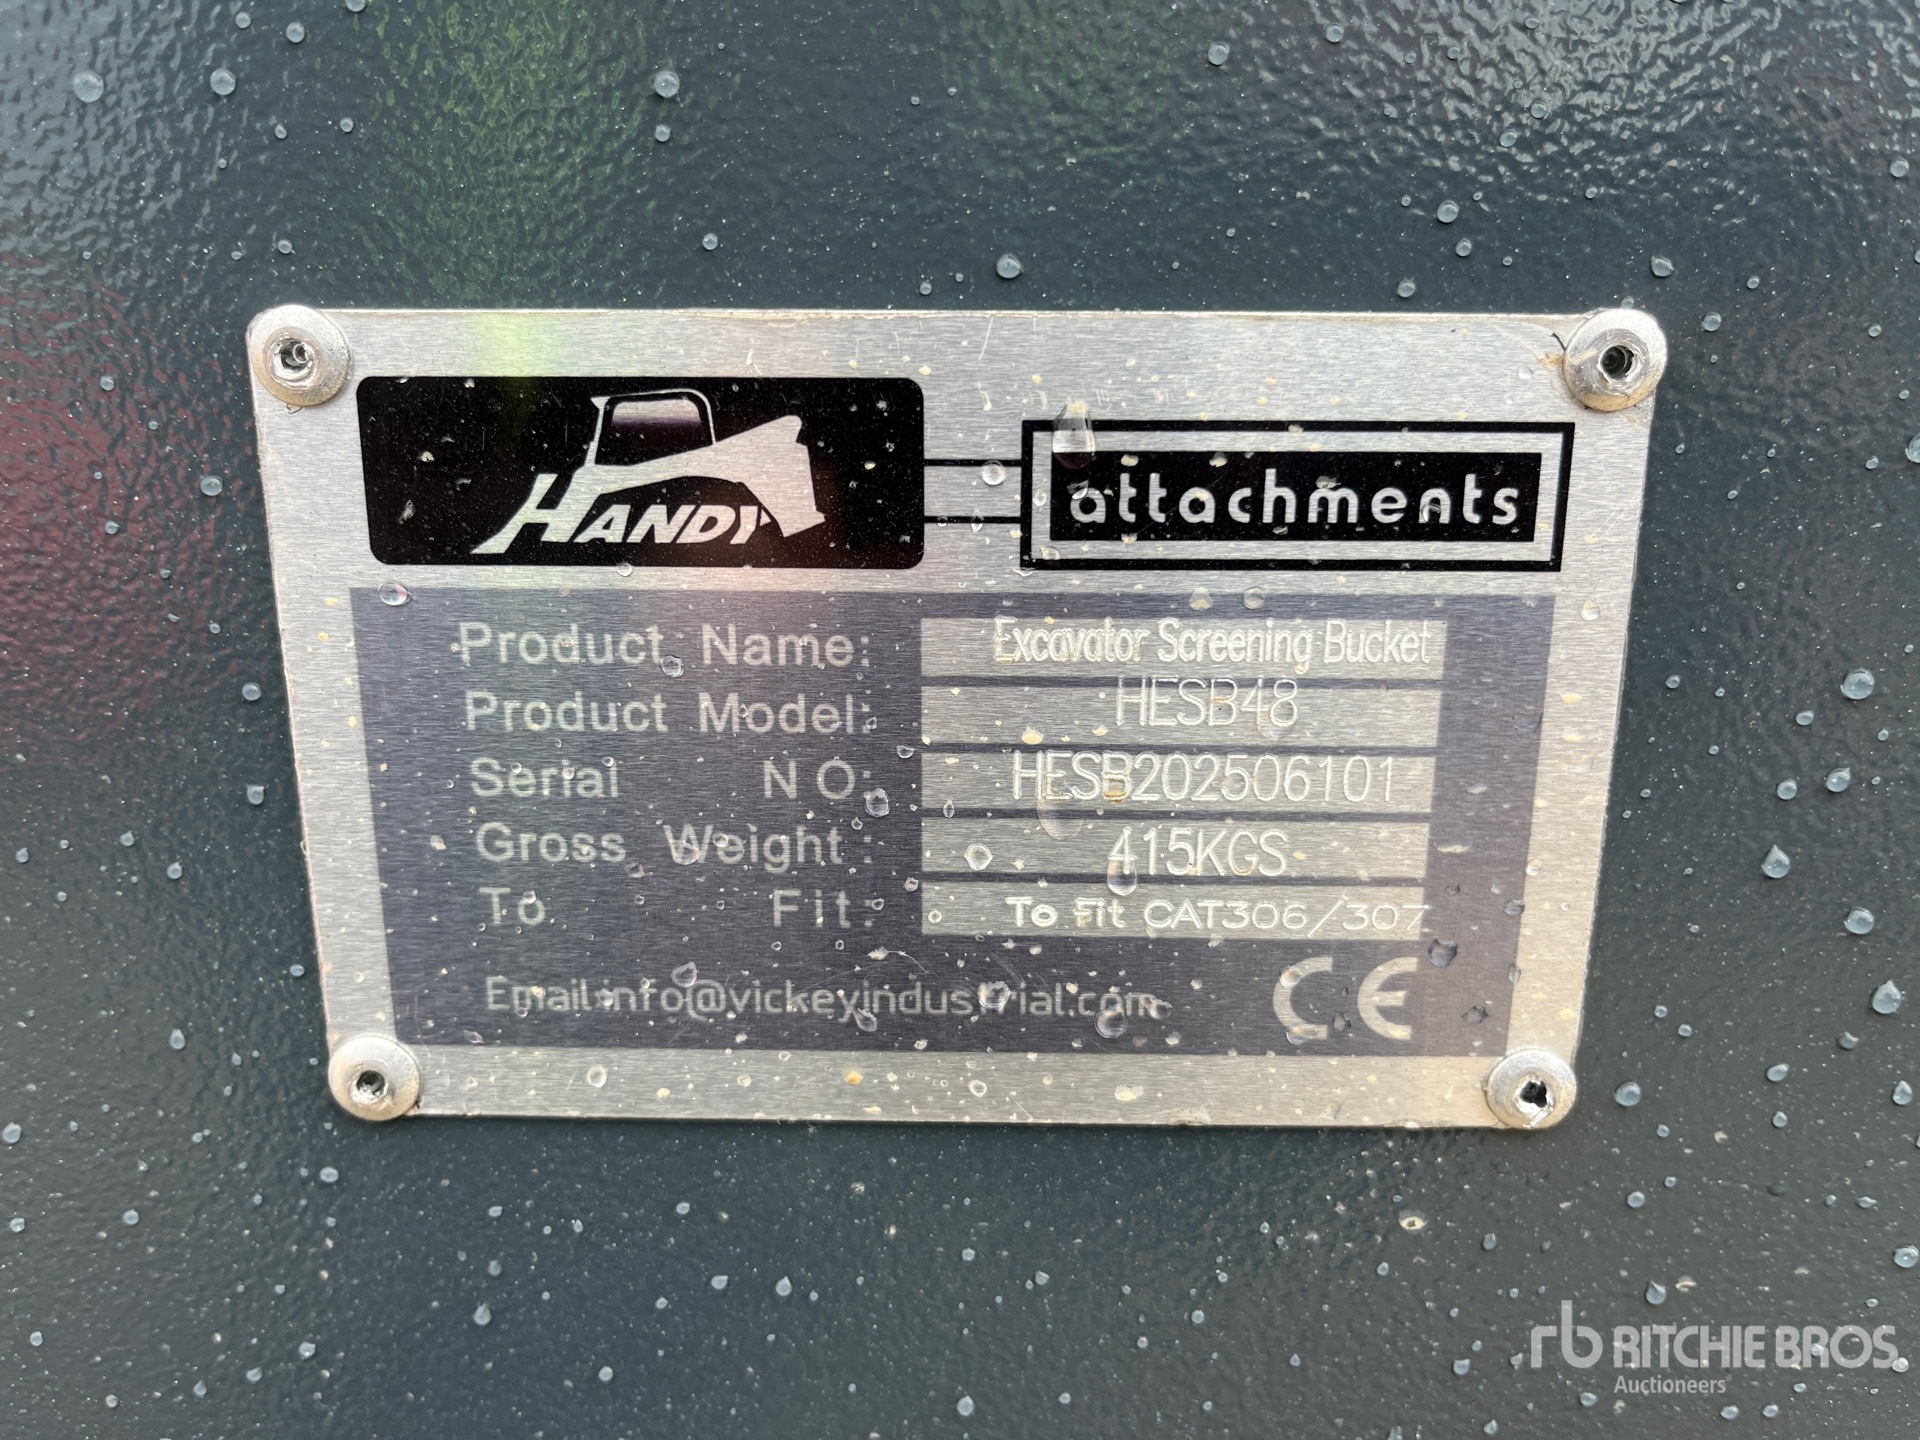 HANDY attachments
Product Name: Excavator Screening Bucket
Product Model: HESB48
Serial NO: HESB202506101
Gross Weight: 415KGS
To Fit: To Fit CAT306/307
Email:info@vickeyindustrial.com CE
rb RITCHIE BROS.
Auctioneers